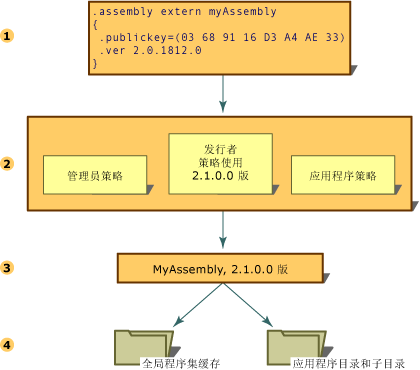 .assembly extern myAssembly
{
.publickey=(03 68 91 16 D3 A4 AE 33)
.ver 2.0.1812.0
}
1
2
管理员策略
发行者
策略使用
2.1.0.0 版
应用程序策略
3
MyAssembly, 2.1.0.0 版
4
全局程序集缓存
应用程序目录和子目录